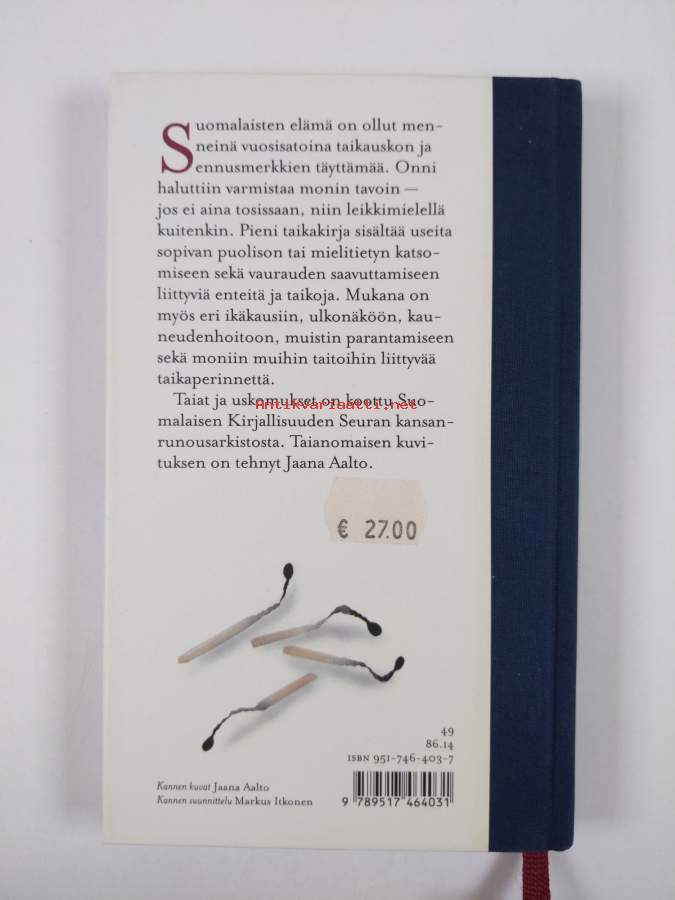 Suomalaisten elämä on ollut men-
neinä vuosisatoina taikauskon ja
ennusmerkkien täyttämää. Onni
haluttiin varmistaa monin tavoin —
jos ei aina tosissaan, niin leikkimielellä
kuitenkin. Pieni taikakirja sisältää useita
sopivan puolison tai mielitietyn katso-
miseen sekä vaurauden saavuttamiseen
liittyviä enteitä ja taikoja. Mukana on
myös eri ikäkausiin, ulkonäköön, kau-
neudenhoitoon, muistin parantamiseen
sekä moniin muihin taitoihin liittyvää
taikaperinnettä.
Taiat ja uskomukset on koottu Suo-
Antikvariaatti.net
malaisen Kirjallisuuden Seuran kansan-
runousarkistosta. Taianomaisen kuvi-
tuksen on tehnyt Jaana Aalto.
€ 27.00
49
86.14
ISBN 951-746-403-7
Kannen kuvat Jaana Aalto
Kannen suunnittelu Markus Itkonen
9 789517 464031